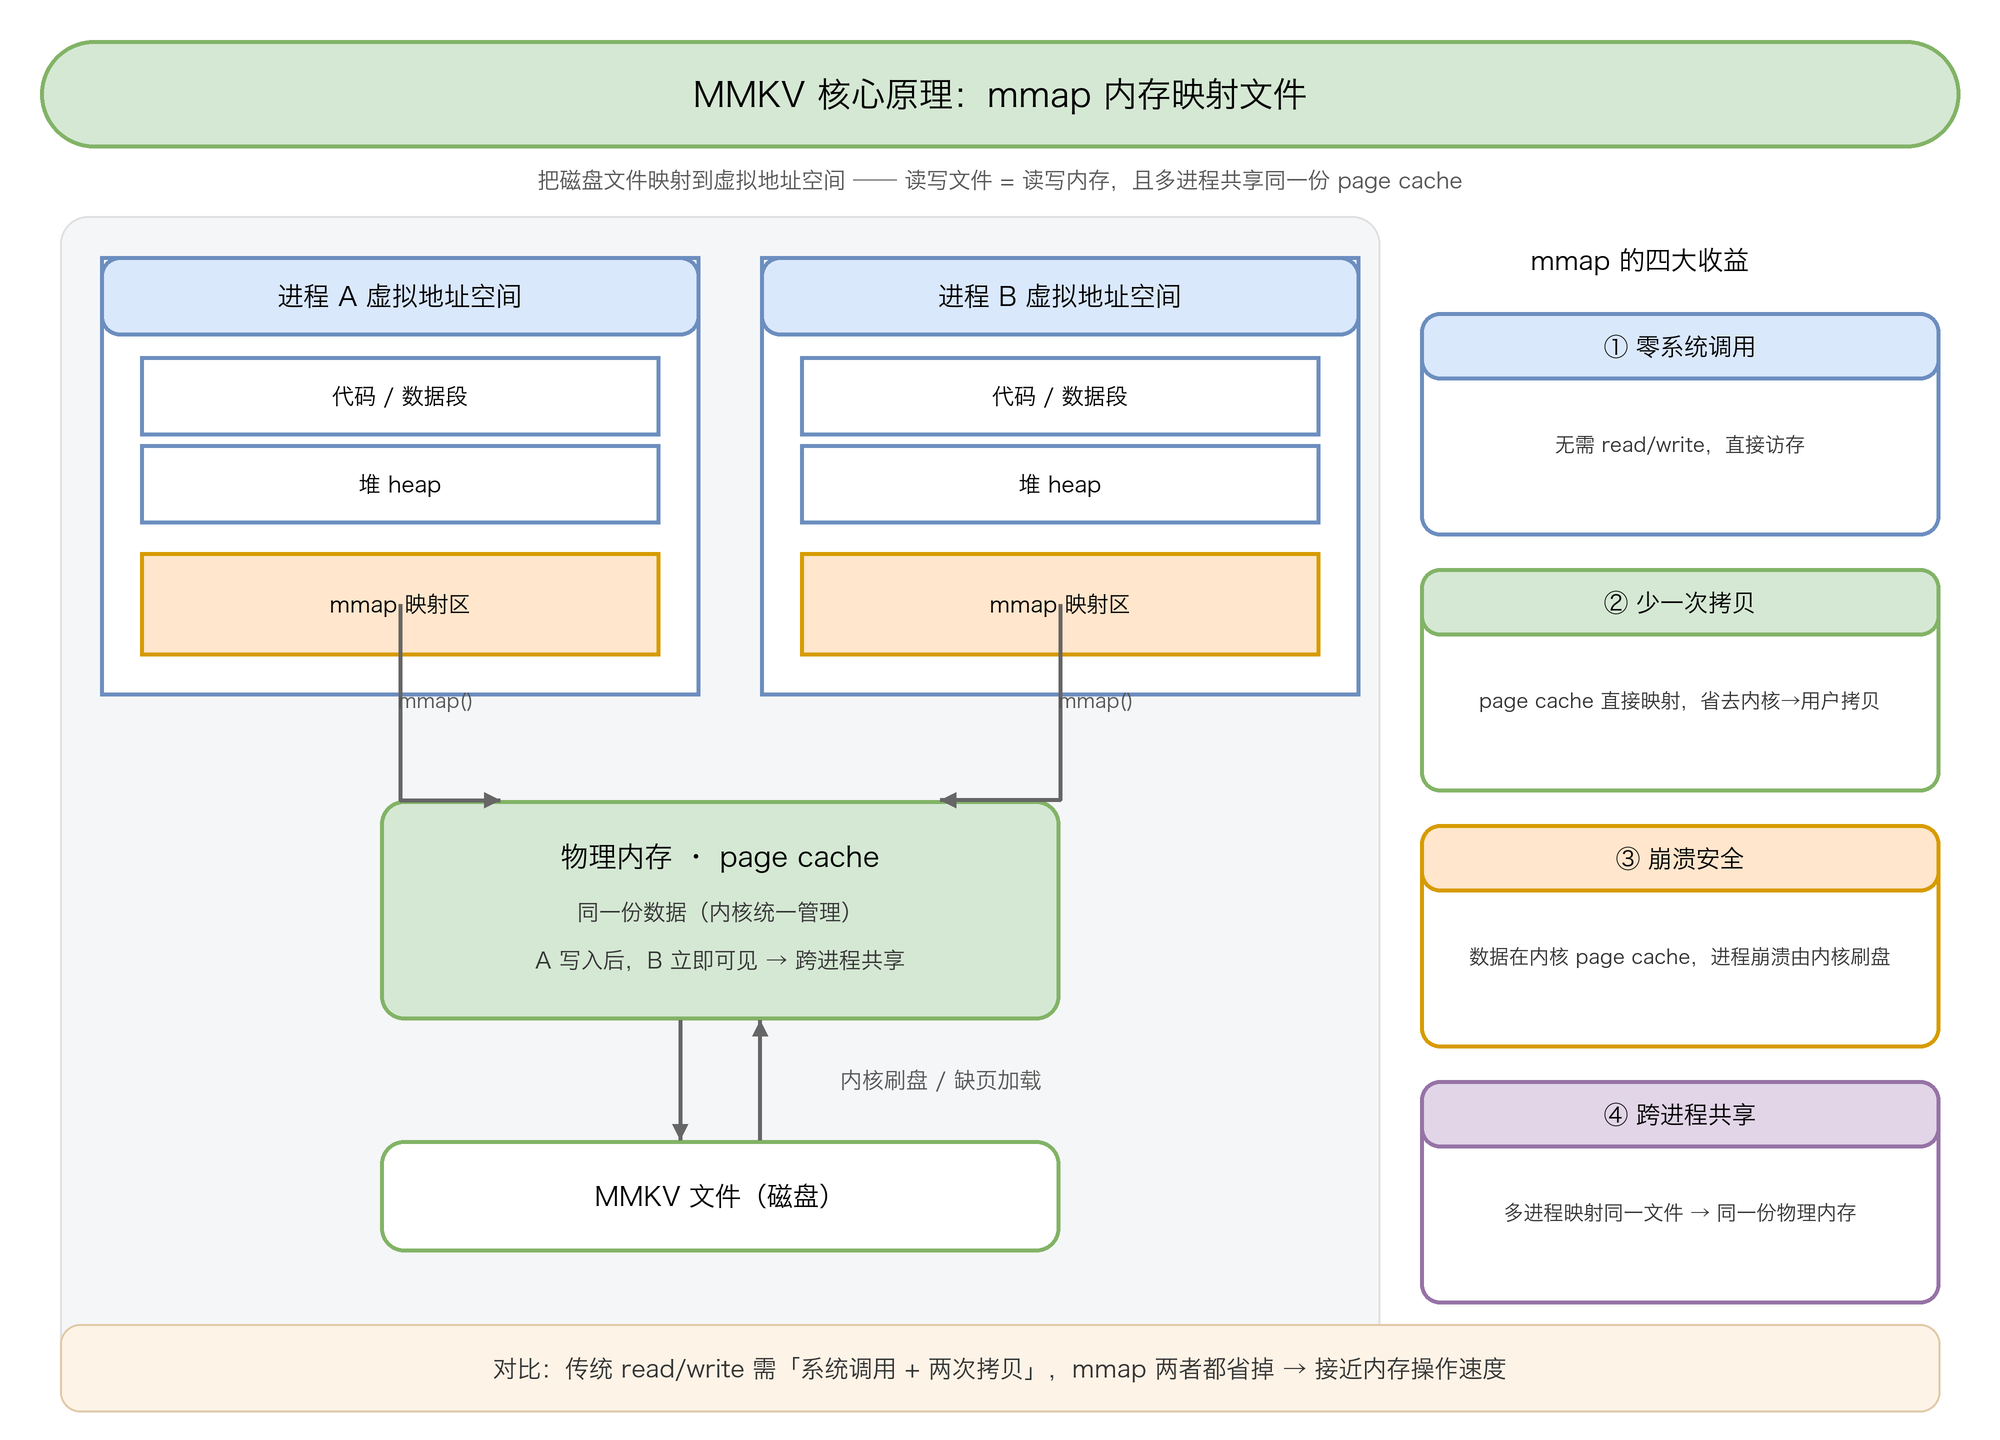 MMKV 核心原理：mmap 内存映射文件
把磁盘文件映射到虚拟地址空间 —— 读写文件 = 读写内存，且多进程共享同一份 page cache
进程 A 虚拟地址空间
代码 / 数据段
堆 heap
mmap 映射区
mmap()
进程 B 虚拟地址空间
代码 / 数据段
堆 heap
mmap 映射区
mmap()
物理内存 · page cache
同一份数据（内核统一管理）
A 写入后，B 立即可见 → 跨进程共享
内核刷盘 / 缺页加载
MMKV 文件（磁盘）
mmap 的四大收益
① 零系统调用
无需 read/write，直接访存
② 少一次拷贝
page cache 直接映射，省去内核→用户拷贝
③ 崩溃安全
数据在内核 page cache，进程崩溃由内核刷盘
④ 跨进程共享
多进程映射同一文件 → 同一份物理内存
对比：传统 read/write 需「系统调用 + 两次拷贝」，mmap 两者都省掉 → 接近内存操作速度